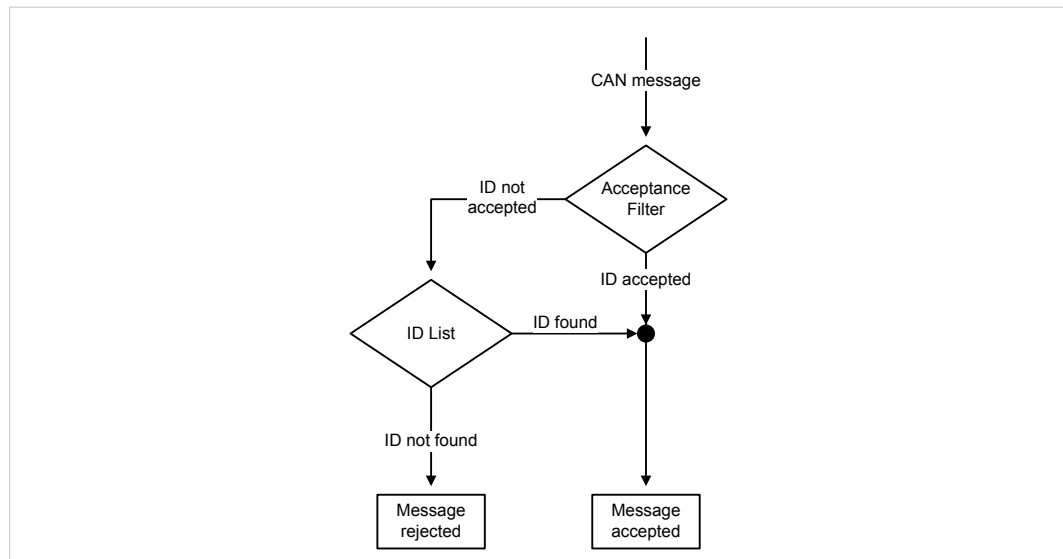 CAN message
Acceptance
Filter
ID not
accepted
ID accepted
ID List
ID found
ID not found
Message
rejected
Message
accepted